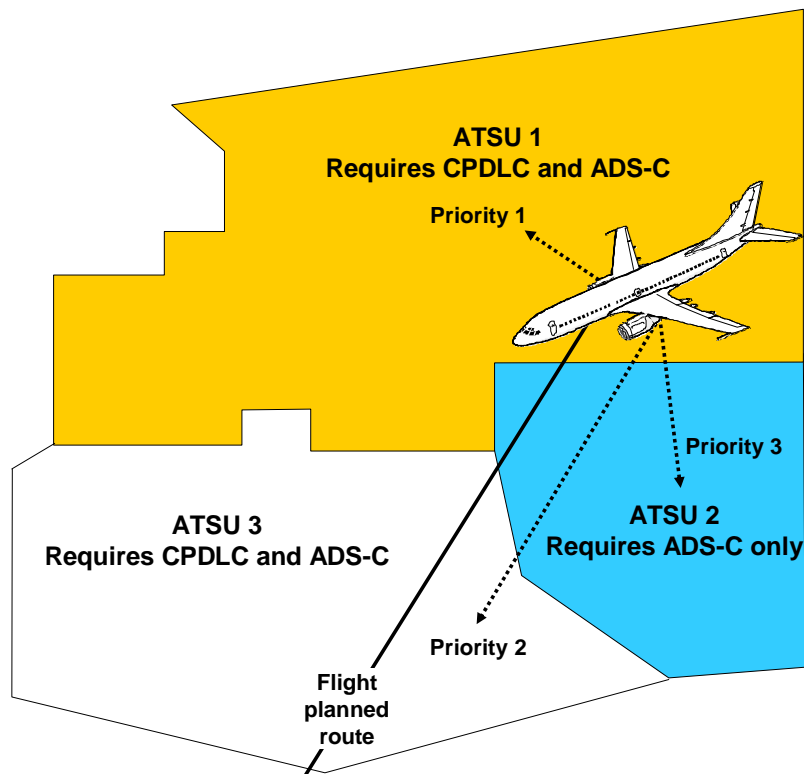 ATSU 1
Requires CPDLC and ADS-C
Priority 1
Priority 3
ATSU 3
Requires CPDLC and ADS-C
ATSU 2
Requires ADS-C only
Priority 2
Flight
planned
route